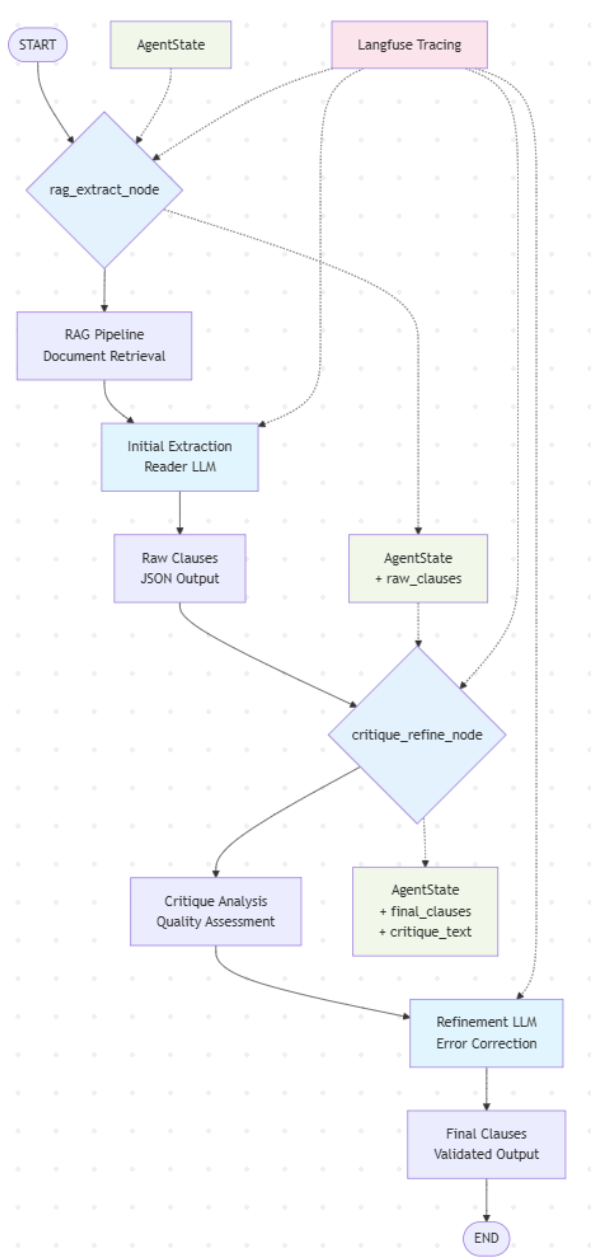 START
AgentState
Langfuse Tracing
rag_extract_node
RAG Pipeline
Document Retrieval
Initial Extraction
Reader LLM
Raw Clauses
JSON Output
AgentState
+ raw_clauses
critique_refine_node
Critique Analysis
Quality Assessment
AgentState
+ final_clauses
+ critique_text
Refinement LLM
Error Correction
Final Clauses
Validated Output
END